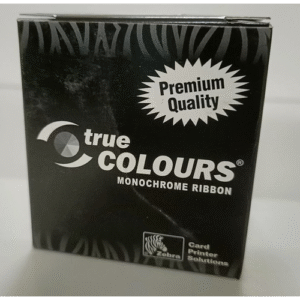 Premium
Quality
true
COLOURS®
MONOCHROME RIBBON
Zebra
Card
Printer
Solutions